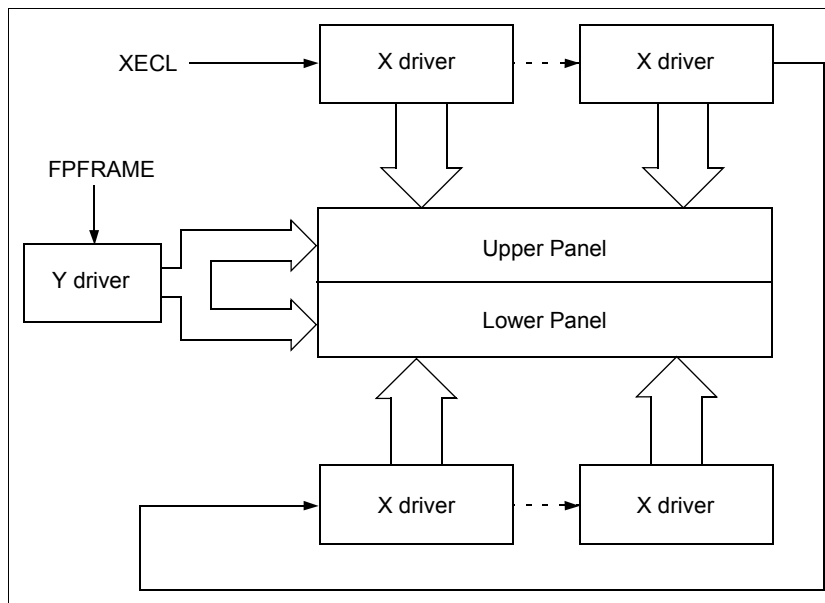 XECL
X driver
X driver
FPFRAME
Y driver
Upper Panel
Lower Panel
X driver
X driver